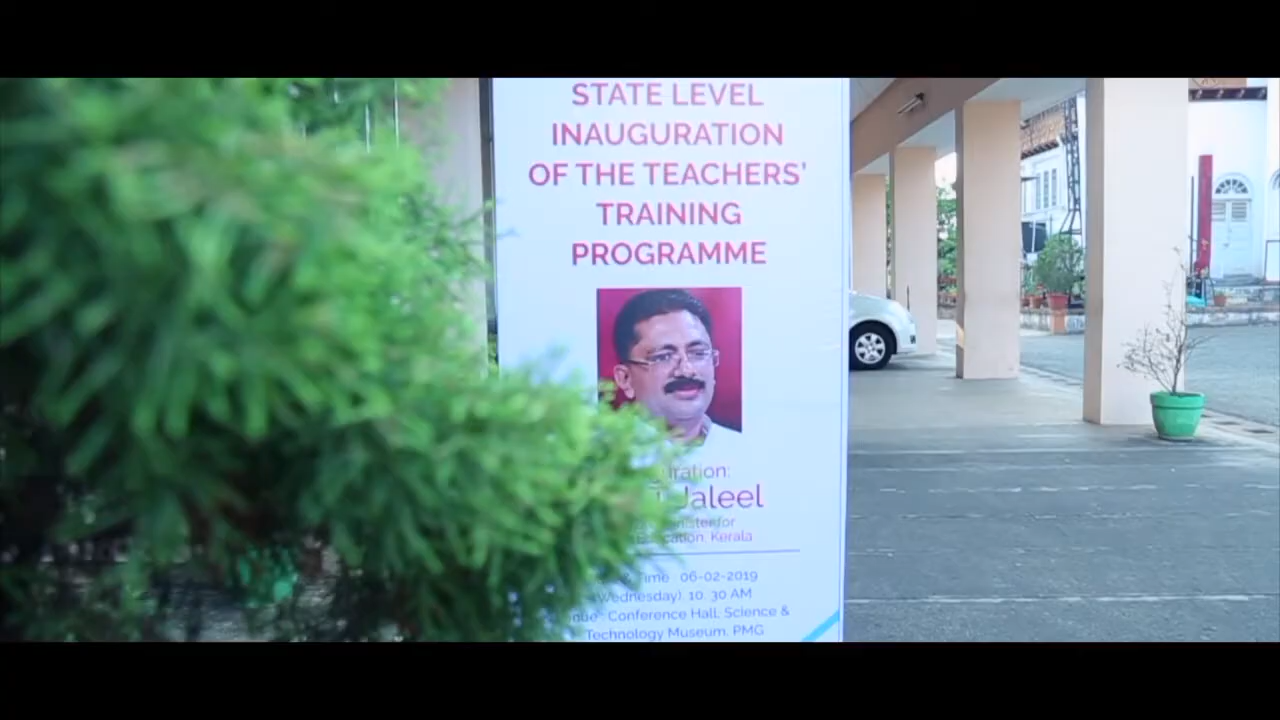 STATE LEVEL
INAUGURATION
OF THE TEACHERS'
TRAINING
PROGRAMME
Jaleel
Kerala
Time : 06-02-2019
(Wednesday), 10. 30 AM
Conference Hall, Science &
Technology Museum, PMG